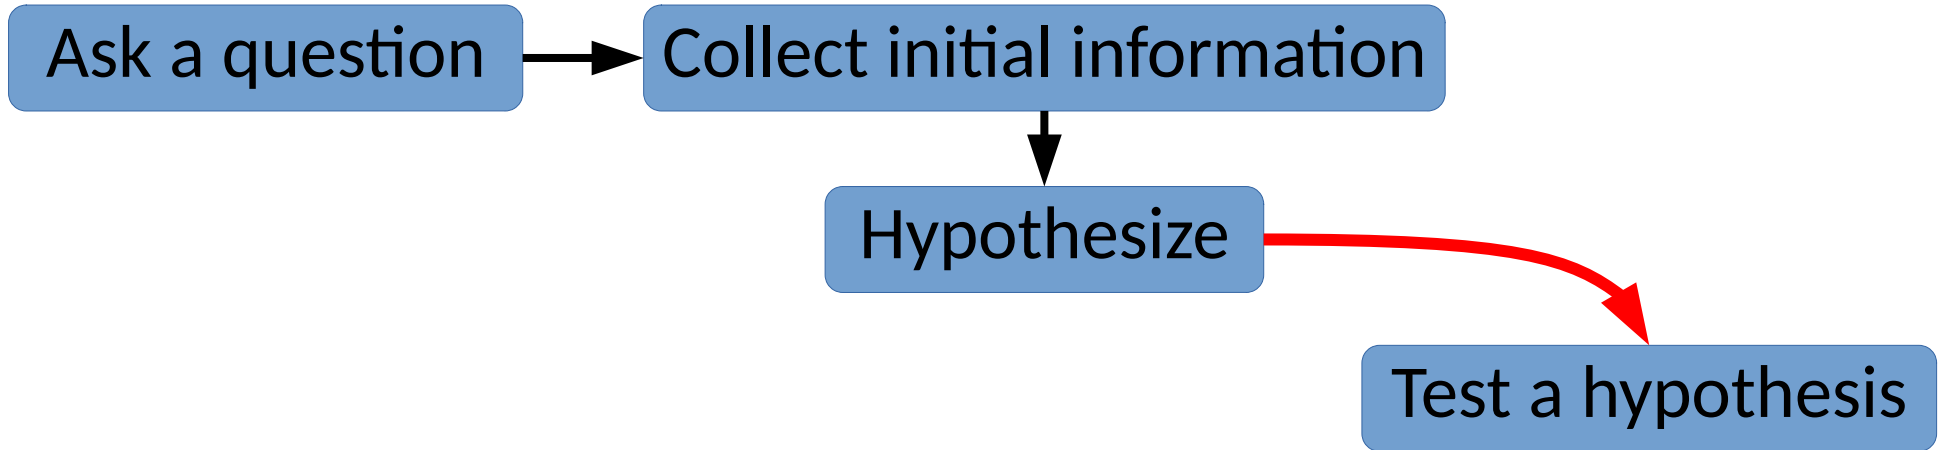 Ask a question
Collect initial information
Hypothesize
Test a hypothesis